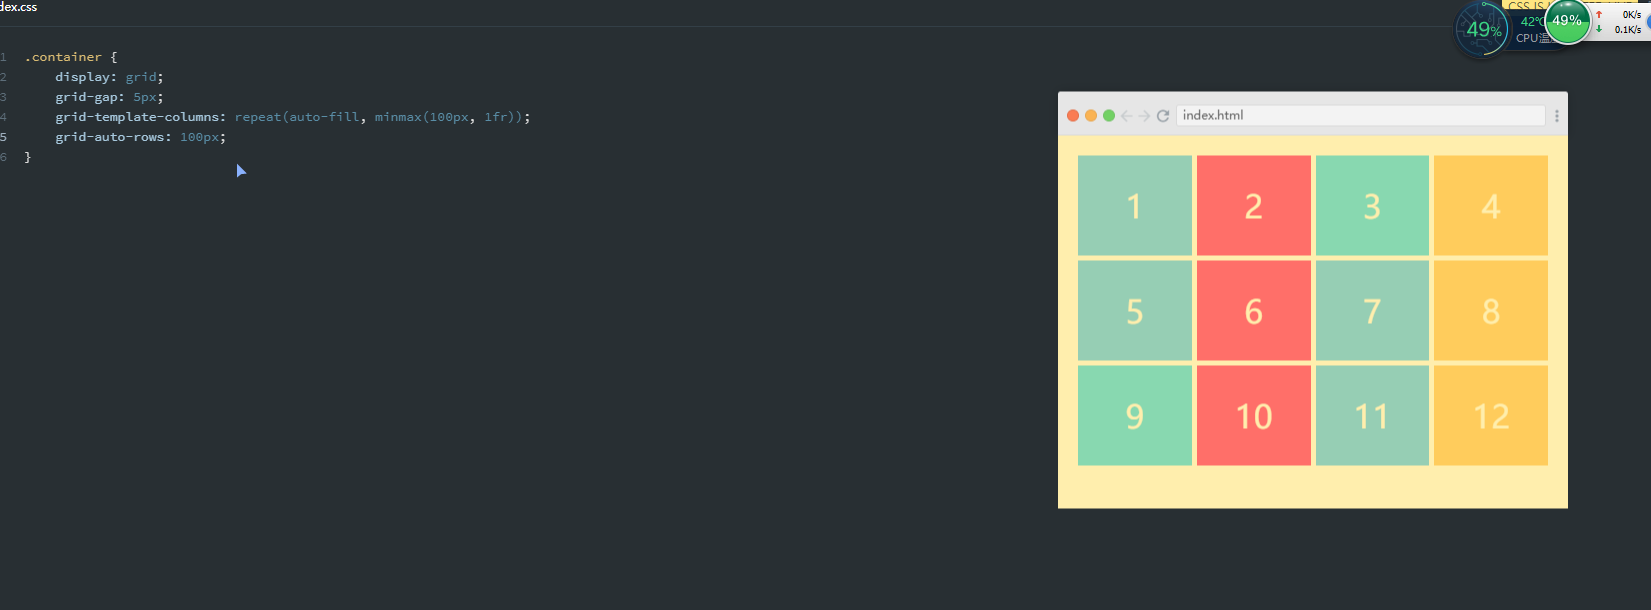 dex.css
1 .container {
2 display: grid;
3 grid-gap: 5px;
4 grid-template-columns: repeat(auto-fill, minmax(100px, 1fr));
5 grid-auto-rows: 100px;
6 }
49%
42°C
CPU温度
49%
0K/s
0.1K/s
index.html
1 2 3 4
5 6 7 8
9 10 11 12